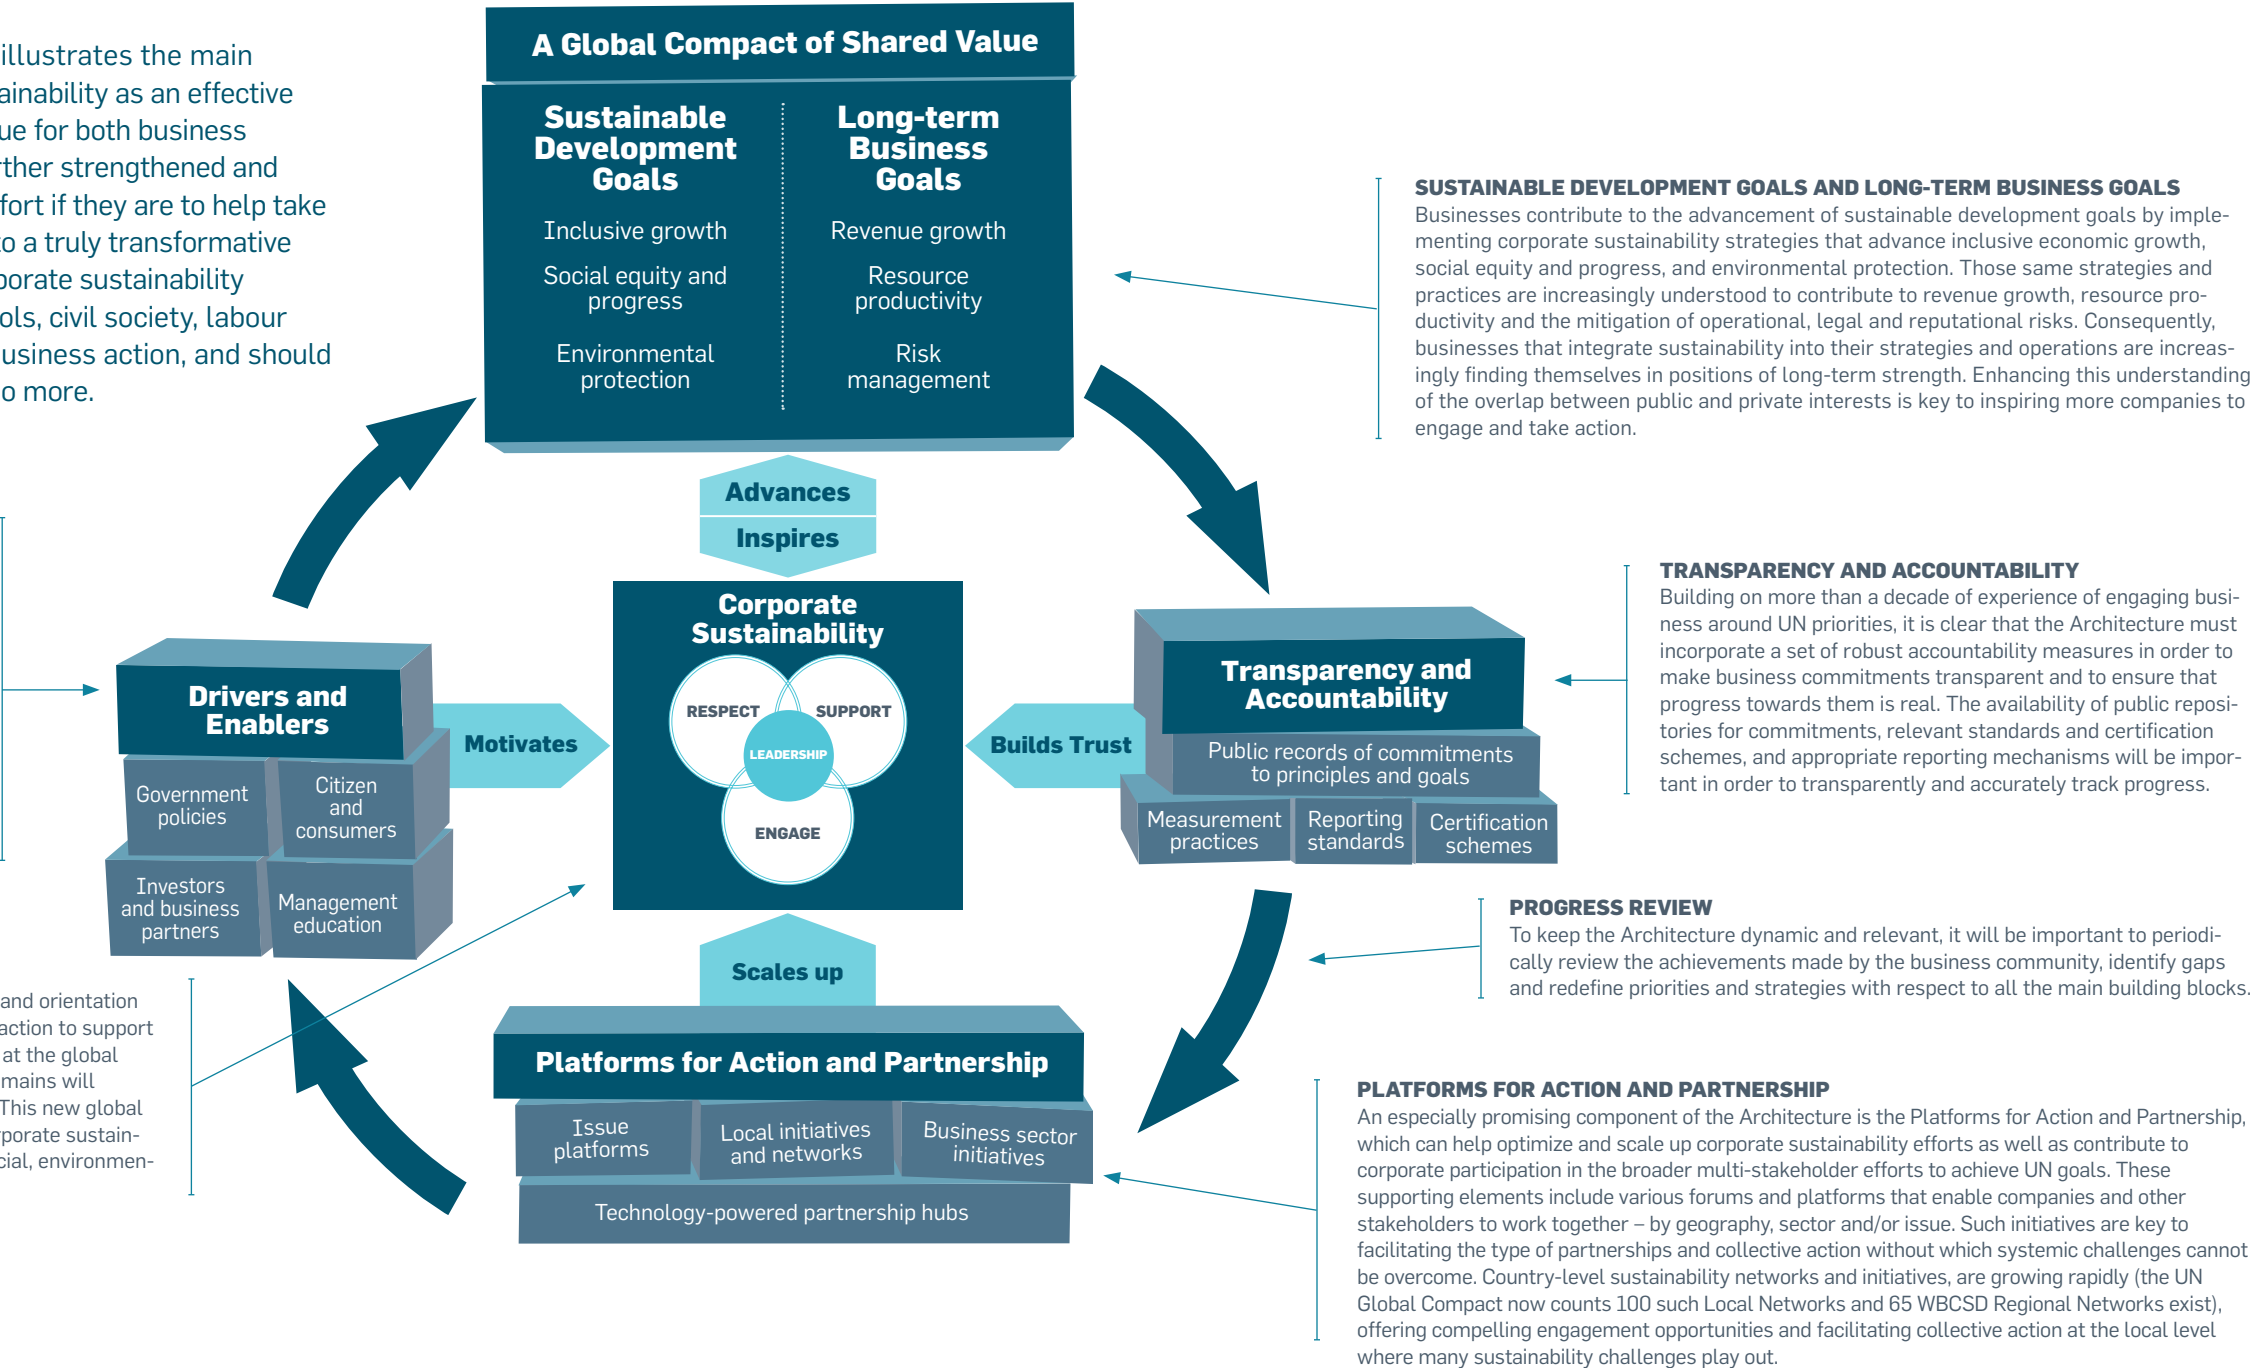 illustrates the main
ainability as an effective
ue for both business
rther strengthened and
fort if they are to help take
to a truly transformative
porate sustainability
ols, civil society, labour
usiness action, and should
o more.
A Global Compact of Shared Value
Sustainable
Development
Goals
Inclusive growth
Social equity and
progress
Environmental
protection
Long-term
Business
Goals
Revenue growth
Resource
productivity
Risk
management
SUSTAINABLE DEVELOPMENT GOALS AND LONG-TERM BUSINESS GOALS
Businesses contribute to the advancement of sustainable development goals by imple-
menting corporate sustainability strategies that advance inclusive economic growth,
social equity and progress, and environmental protection. Those same strategies and
practices are increasingly understood to contribute to revenue growth, resource pro-
ductivity and the mitigation of operational, legal and reputational risks. Consequently,
businesses that integrate sustainability into their strategies and operations are increas-
ingly finding themselves in positions of long-term strength. Enhancing this understanding
of the overlap between public and private interests is key to inspiring more companies to
engage and take action.
Advances
Inspires
Corporate
Sustainability
RESPECT
SUPPORT
LEADERSHIP
ENGAGE
Drivers and
Enablers
Government
policies
Citizen
and
consumers
Investors
and business
partners
Management
education
Motivates
Builds Trust
Transparency and
Accountability
Public records of commitments
to principles and goals
Measurement
practices
Reporting
standards
Certification
schemes
TRANSPARENCY AND ACCOUNTABILITY
Building on more than a decade of experience of engaging busi-
ness around UN priorities, it is clear that the Architecture must
incorporate a set of robust accountability measures in order to
make business commitments transparent and to ensure that
progress towards them is real. The availability of public reposi-
tories for commitments, relevant standards and certification
schemes, and appropriate reporting mechanisms will be impor-
tant in order to transparently and accurately track progress.
PROGRESS REVIEW
To keep the Architecture dynamic and relevant, it will be important to periodi-
cally review the achievements made by the business community, identify gaps
and redefine priorities and strategies with respect to all the main building blocks.
and orientation
action to support
at the global
mains will
This new global
rporate sustain-
cial, environmen-
Scales up
Platforms for Action and Partnership
Issue
platforms
Local initiatives
and networks
Business sector
initiatives
Technology-powered partnership hubs
PLATFORMS FOR ACTION AND PARTNERSHIP
An especially promising component of the Architecture is the Platforms for Action and Partnership,
which can help optimize and scale up corporate sustainability efforts as well as contribute to
corporate participation in the broader multi-stakeholder efforts to achieve UN goals. These
supporting elements include various forums and platforms that enable companies and other
stakeholders to work together – by geography, sector and/or issue. Such initiatives are key to
facilitating the type of partnerships and collective action without which systemic challenges cannot
be overcome. Country-level sustainability networks and initiatives, are growing rapidly (the UN
Global Compact now counts 100 such Local Networks and 65 WBCSD Regional Networks exist),
offering compelling engagement opportunities and facilitating collective action at the local level
where many sustainability challenges play out.